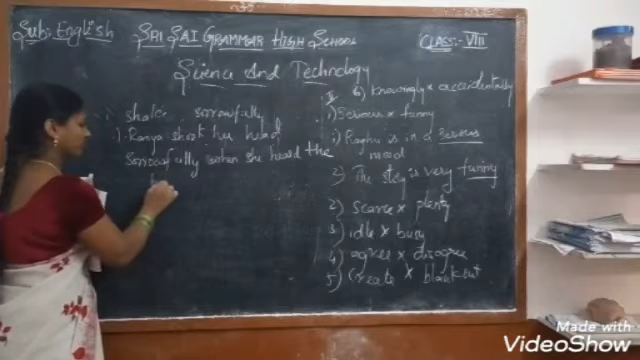 Sub:- English
SRI SAI GRAMMAR HIGH SCHOOL
CLASS:- VIII
Science And Technology
shake sorrowfully
1) Ramya shook her head
sorrowfully when she heard the
II
6) knowingly × accidentally
1) Serious × funny
1) Raghu is in a serious
mood
2) The story is very funny
2) scarce × plenty
3) idle × busy
4) agree × disagree
5) Create × blackout
Made with
VideoShow